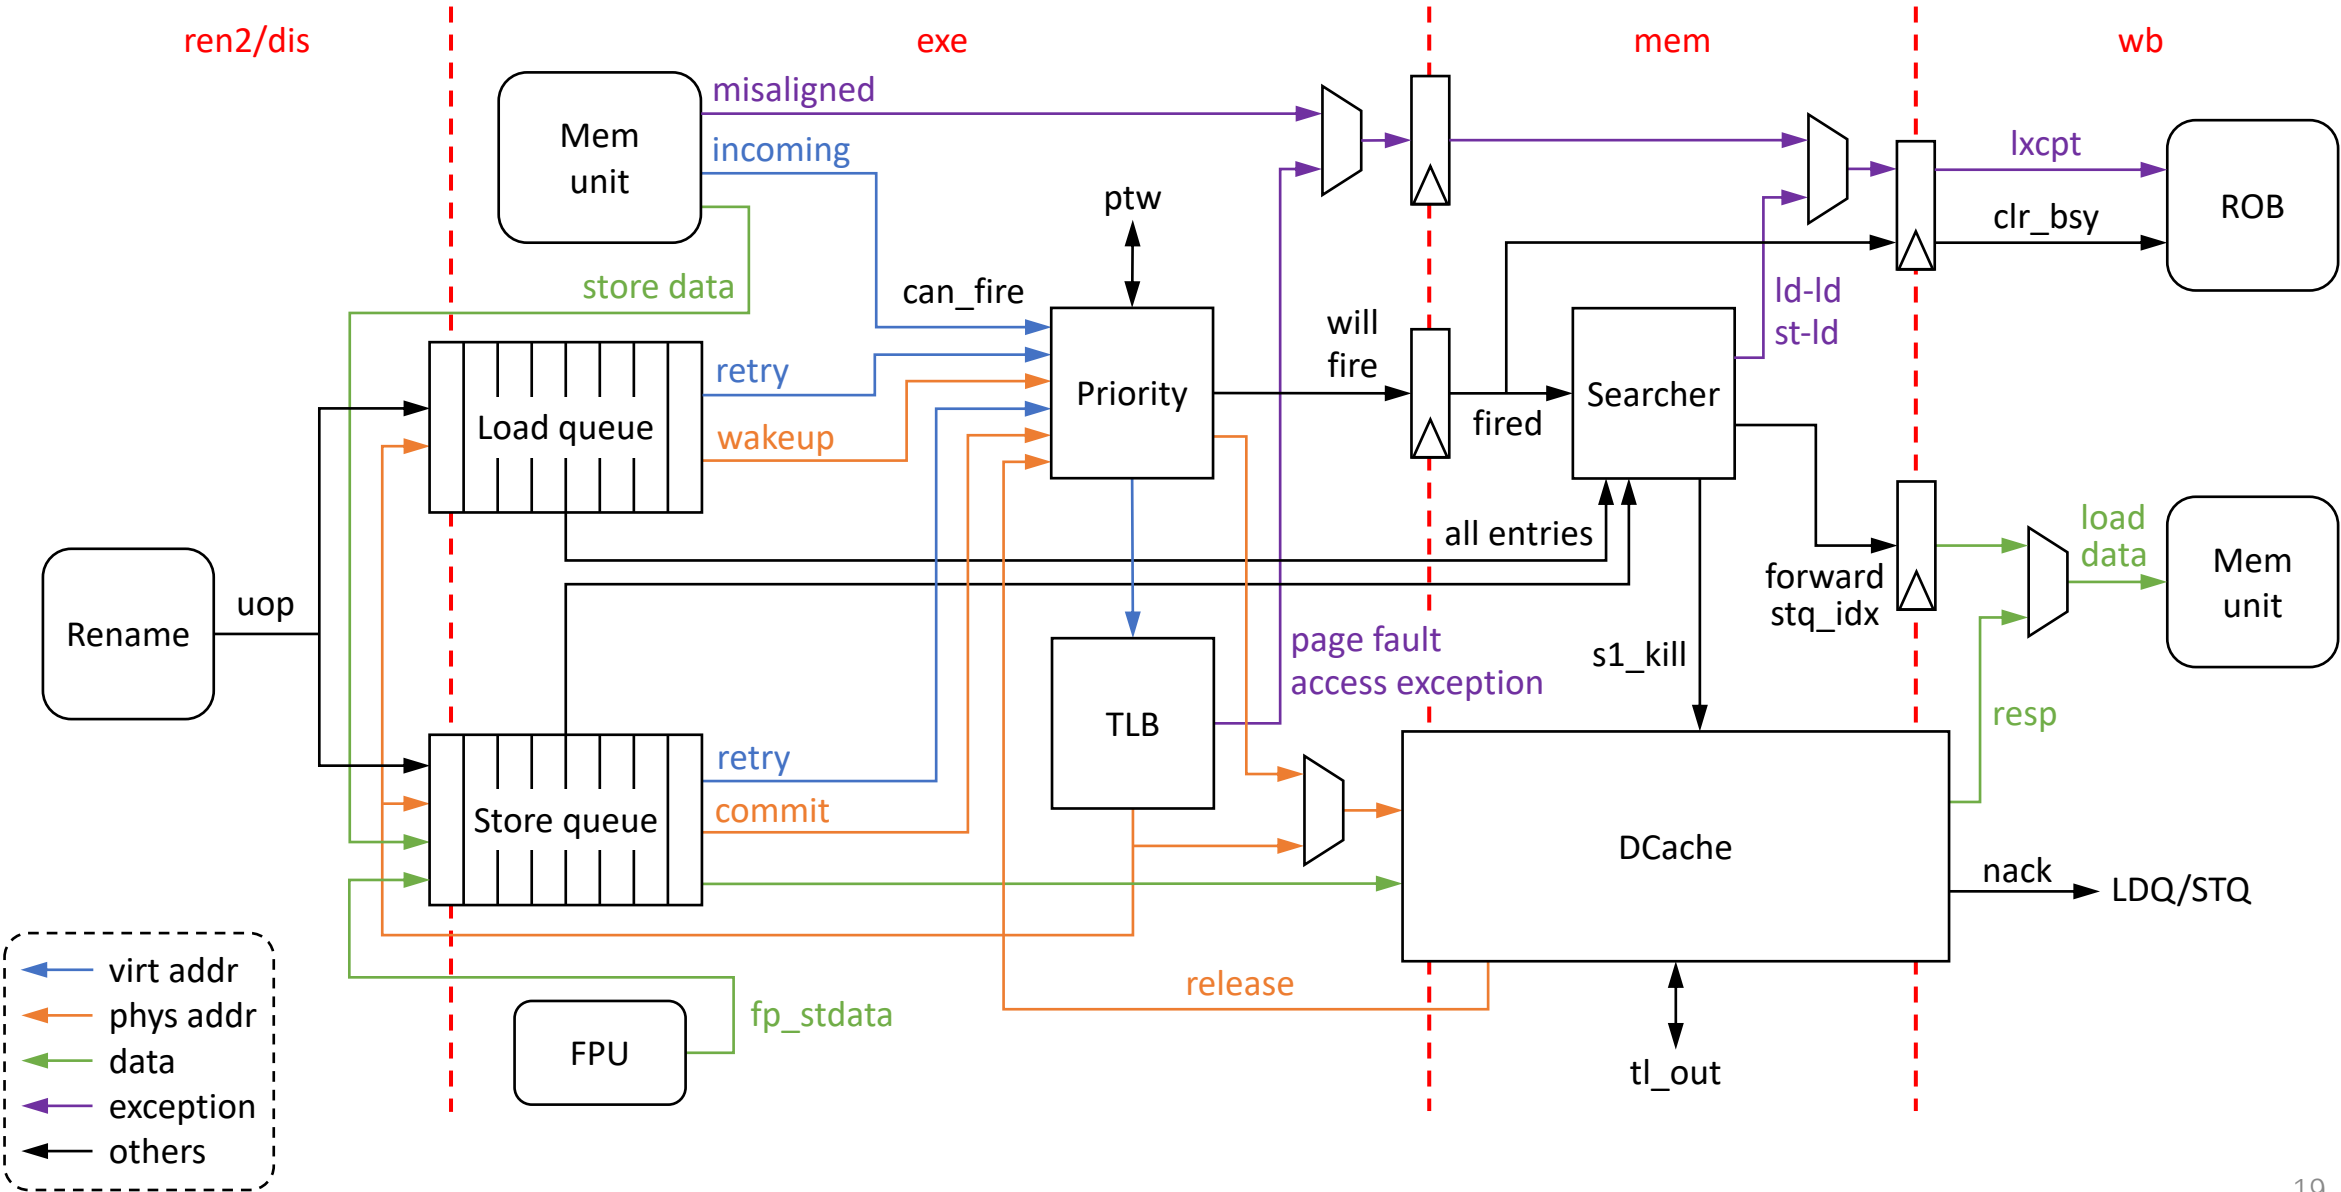 ren2/dis
exe
mem
wb
Mem
unit
misaligned
incoming
store data
ptw
can_fire
retry
wakeup
Load queue
Priority
will
fire
fired
Searcher
ld-ld
st-ld
lxcpt
clr_bsy
ROB
all entries
forward
stq_idx
load
data
Mem
unit
Rename
uop
retry
commit
Store queue
TLB
page fault
access exception
s1_kill
DCache
resp
nack
LDQ/STQ
release
tl_out
FPU
fp_stdata
virt addr
phys addr
data
exception
others
19